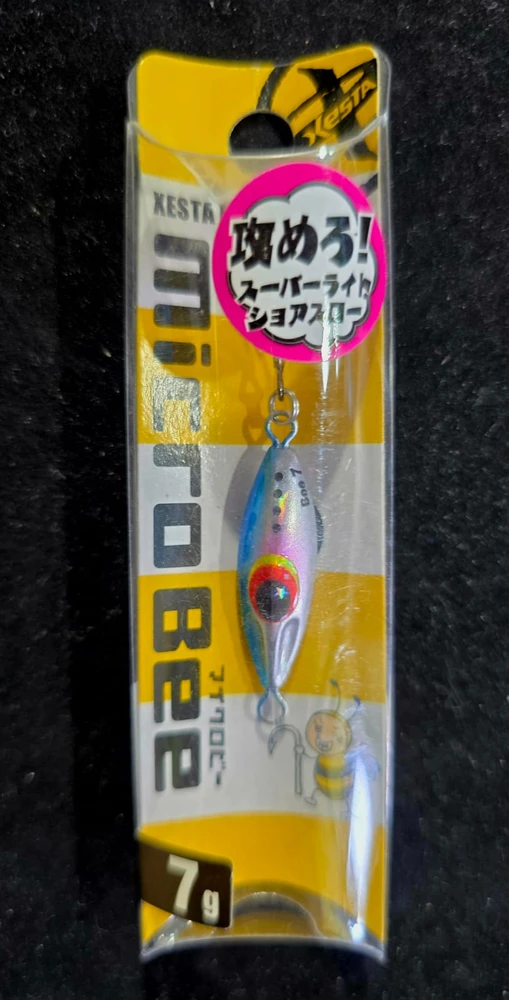 XESTA
XESTA
micro Bee
マイクロビー
攻めろ!
スーパーライト
ショアスロー
Bee 7
7g